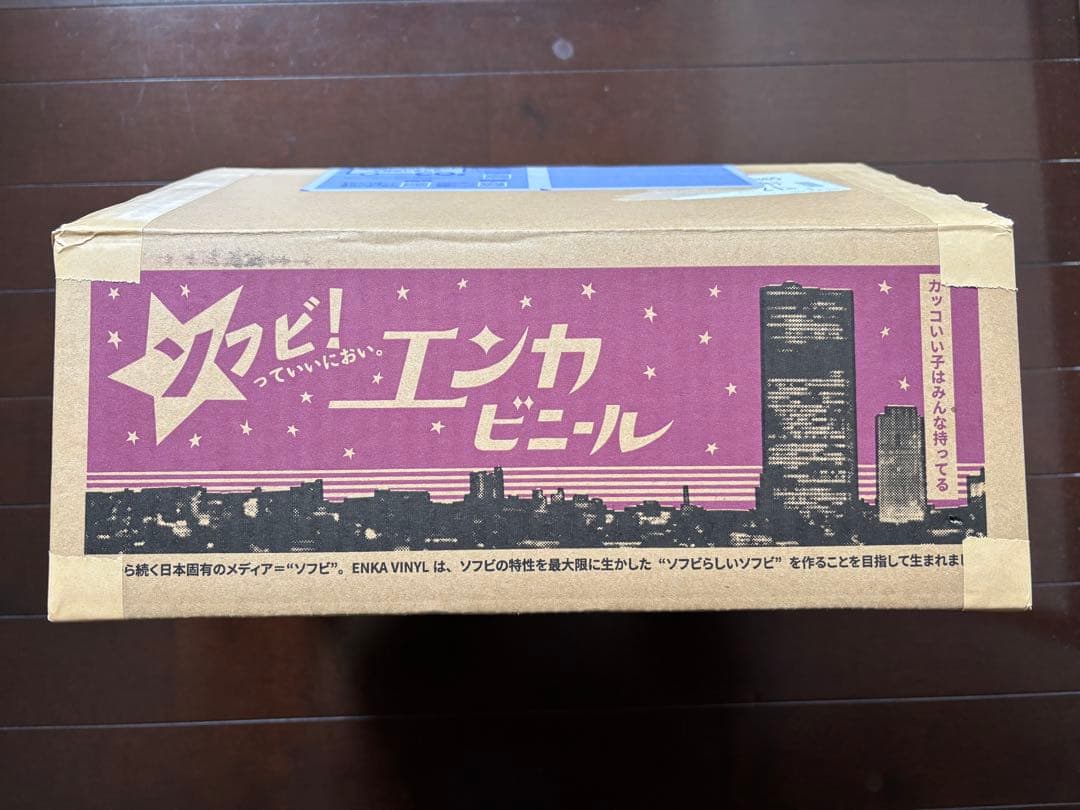 ソフビ!
っていいにおい。
エンカ
ビニール
カッコいい子はみんな持ってる
ら続く日本固有のメディア＝“ソフビ”。ENKA VINYL は、ソフビの特性を最大限に生かした “ソフビらしいソフビ” を作ることを目指して生まれまし